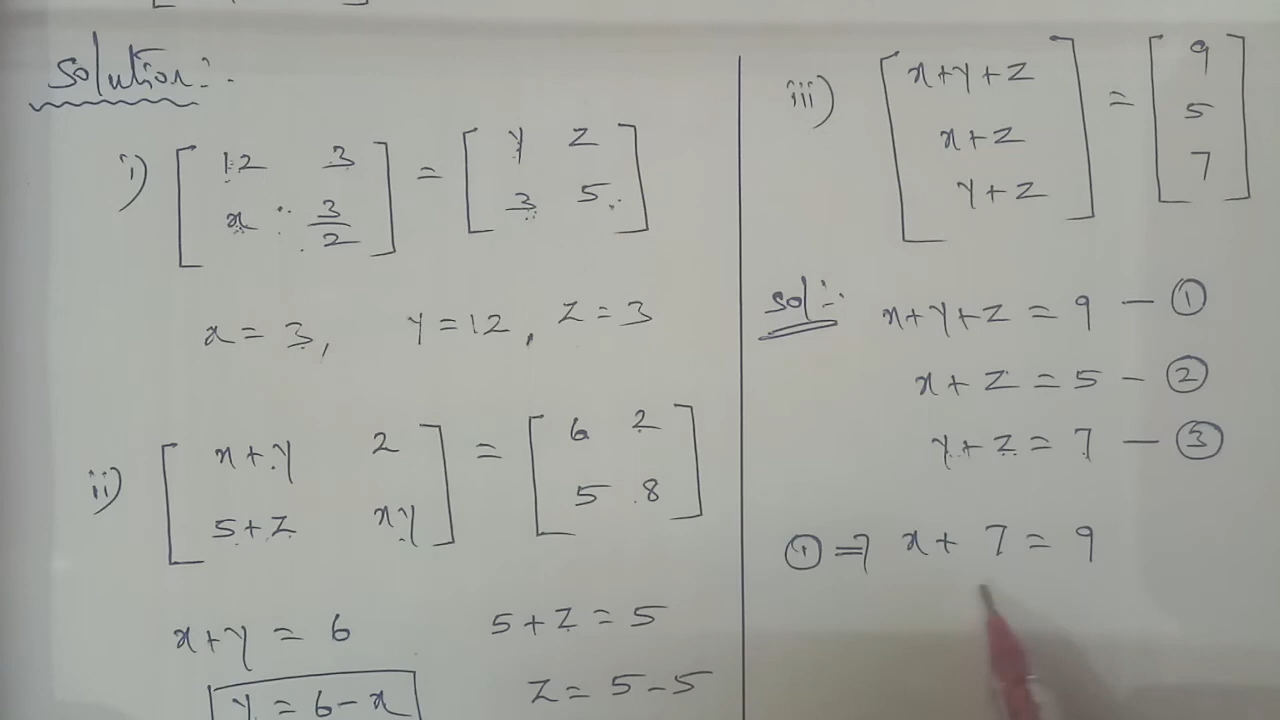 Solution:-
i) [ 12 3 ] = [ y z ]
[ x 3/2 ] [ 3 5 ]
x = 3, y = 12, z = 3
ii) [ x+y 2 ] = [ 6 2 ]
[ 5+z xy ] [ 5 8 ]
x+y = 6 5+z = 5
y = 6-x z = 5-5
iii) [ x+y+z ] = [ 9 ]
[ x+z ] [ 5 ]
[ y+z ] [ 7 ]
Sol:- x+y+z = 9 — ①
x+z = 5 — ②
y+z = 7 — ③
① ⇒ x+ 7 = 9